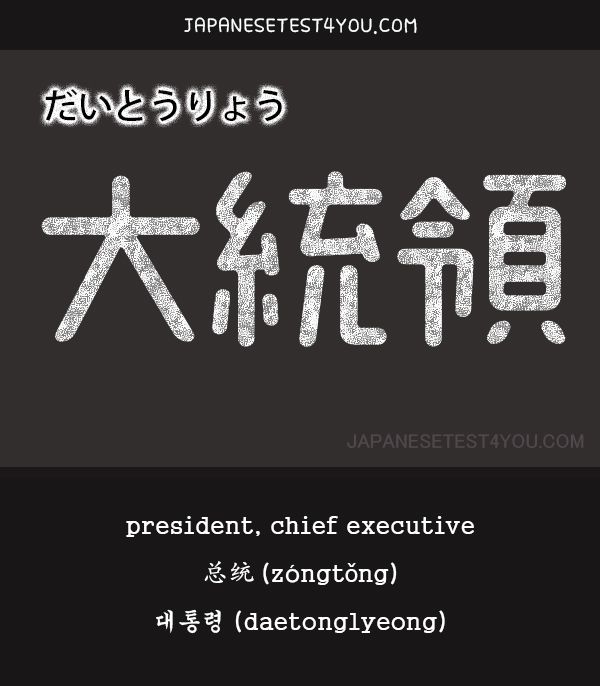 JAPANESETEST4YOU.COM
だいとうりょう
大統領
JAPANESETEST4YOU.COM
president, chief executive
总统 (zóngtǒng)
대통령 (daetonglyeong)